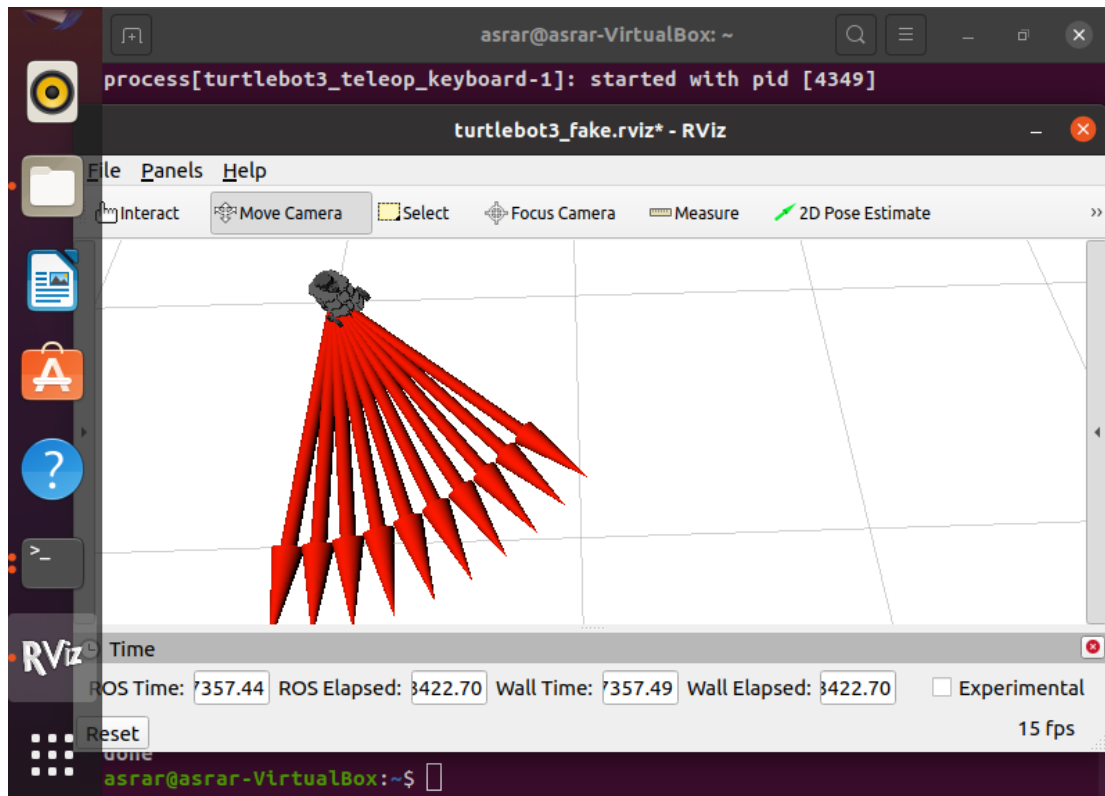 asrar@asrar-VirtualBox: ~
process[turtlebot3_teleop_keyboard-1]: started with pid [4349]
turtlebot3_fake.rviz* - RViz
File Panels Help
Interact Move Camera Select Focus Camera Measure 2D Pose Estimate »
Time
ROS Time: 7357.44 ROS Elapsed: 3422.70 Wall Time: 7357.49 Wall Elapsed: 3422.70 Experimental
Reset 15 fps
done
asrar@asrar-VirtualBox:~$
RViz